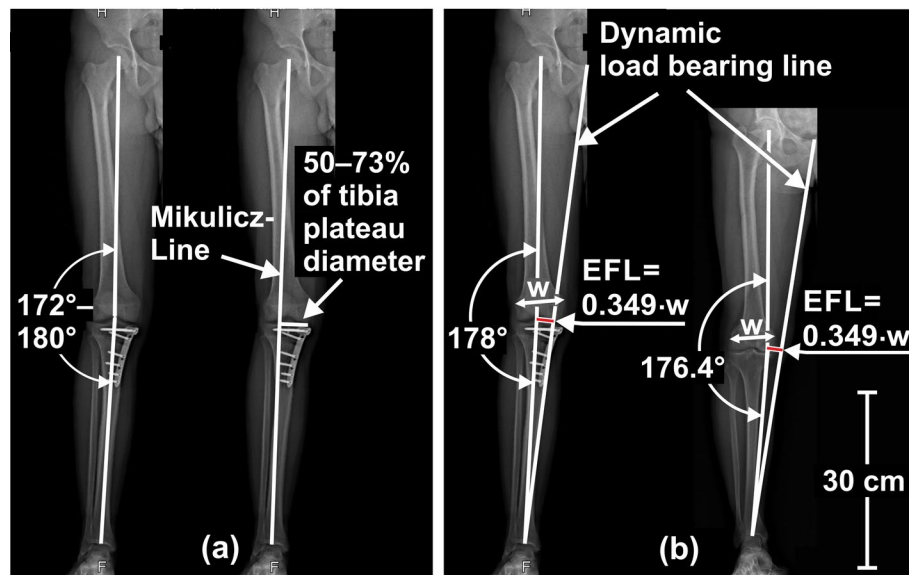 H
H
50–73%
of tibia
plateau
diameter
Mikulicz-
Line
172°–
180°
F
F
(a)
H
Dynamic
load bearing line
w
EFL=
0.349·w
178°
w
EFL=
0.349·w
176.4°
30 cm
F
(b)